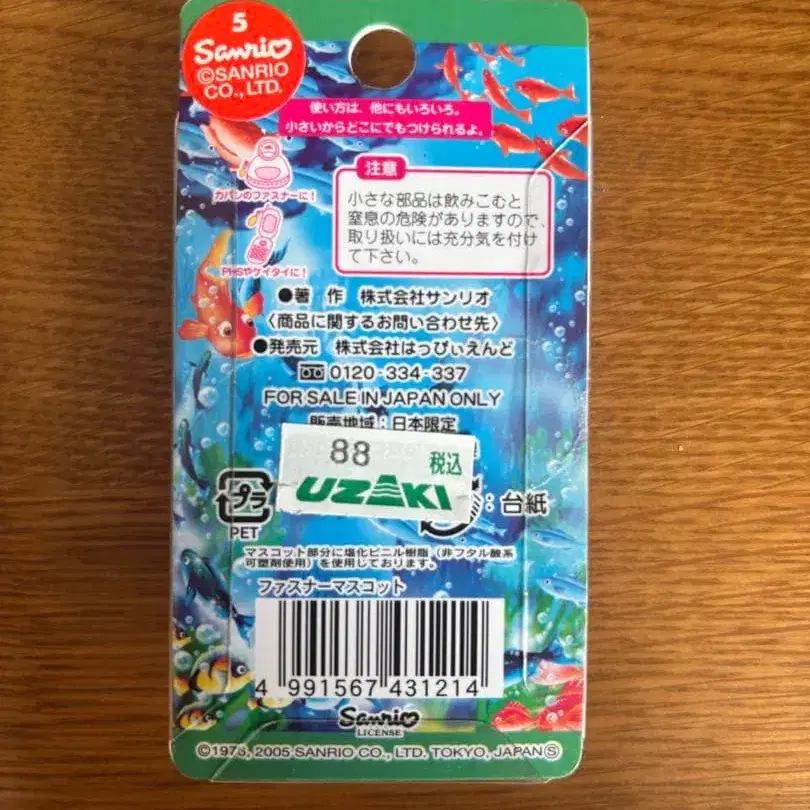 5
Sanrio
©SANRIO
CO., LTD.
使い方は、他にもいろいろ。
小さいからどこにでもつけられるよ。
カバンのファスナーに!
PHSやケイタイに!
注意
小さな部品は飲みこむと
窒息の危険がありますので、
取り扱いには充分気を付け
て下さい。
●著 作 株式会社サンリオ
〈商品に関するお問い合わせ先〉
●発売元 株式会社はっぴぃえんど
0120-334-337
FOR SALE IN JAPAN ONLY
販売地域:日本限定
88 税込
UZAKI
プラ
PET
:台紙
マスコット部分に塩化ビニル樹脂(非フタル酸系
可塑剤使用)を使用しております。
ファスナーマスコット
4 991567 431214
Sanrio
LICENSE
©1976, 2005 SANRIO CO., LTD. TOKYO, JAPAN Ⓢ